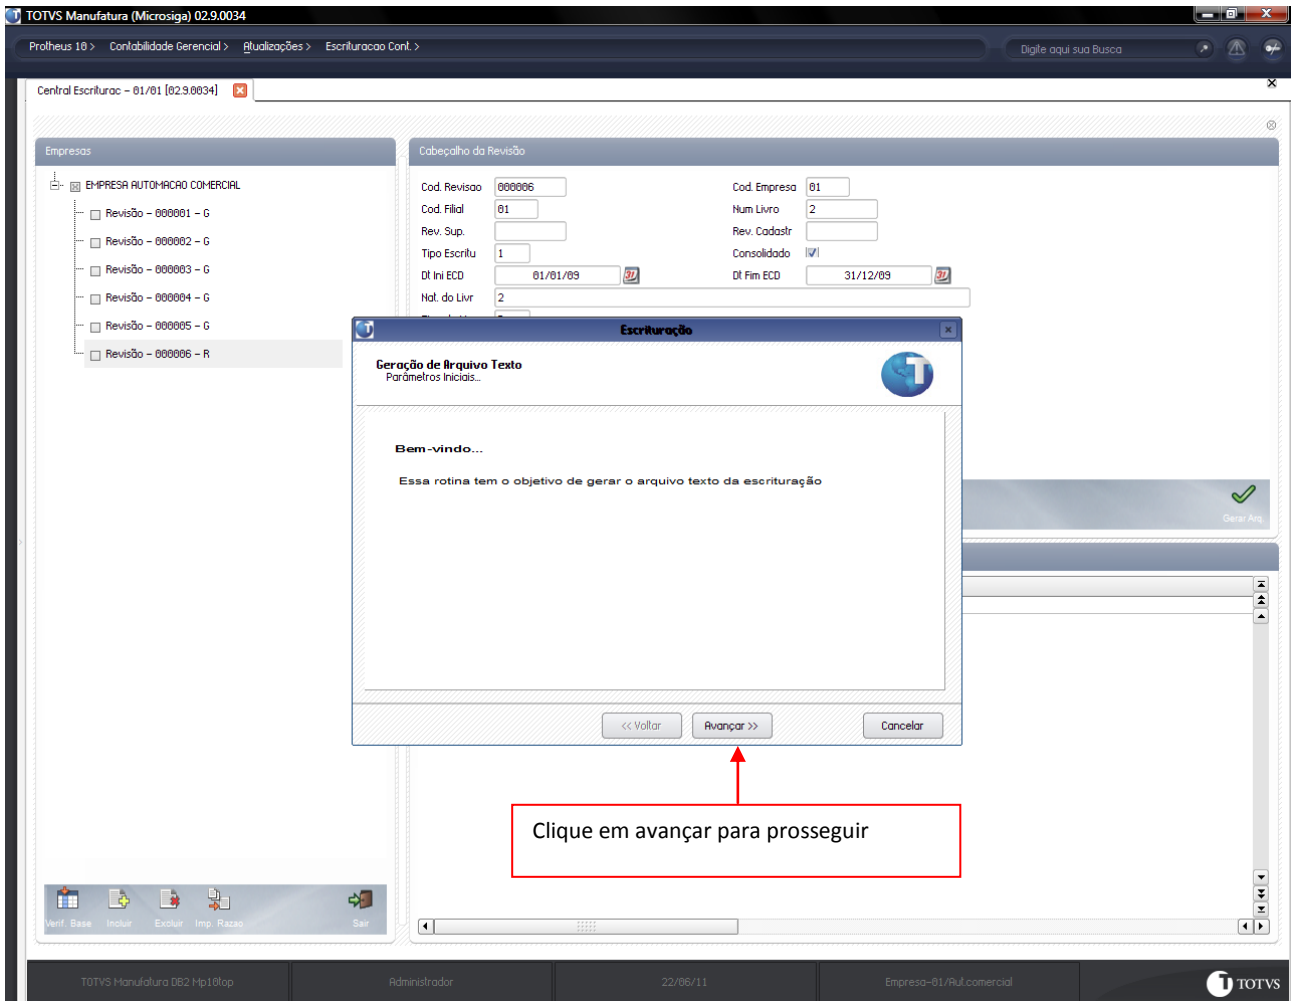 TOTVS Manufatura (Microsiga) 02.9.0034
Protheus 10 > Contabilidade Gerencial > Atualizações > Escrituracao Cont. >
Digite aqui sua Busca
Central Escriturac - 01/01 [02.9.0034]
Empresas
EMPRESA AUTOMACAO COMERCIAL
Revisão - 000001 - G
Revisão - 000002 - G
Revisão - 000003 - G
Revisão - 000004 - G
Revisão - 000005 - G
Revisão - 000006 - R
Cabeçalho da Revisão
Cod. Revisao 000006 Cod. Empresa 01
Cod. Filial 01 Num Livro 2
Rev. Sup. Rev. Cadastr
Tipo Escritu 1 Consolidado
Dt Ini ECD 01/01/09 31 Dt Fim ECD 31/12/09 31
Nat. do Livr 2
Escrituração
Geração de Arquivo Texto
Parâmetros Iniciais...
Bem-vindo...
Essa rotina tem o objetivo de gerar o arquivo texto da escrituração
<< Voltar Avançar >> Cancelar
Gerar Arq.
Clique em avançar para prosseguir
Verif. Base Incluir Excluir Imp. Razao Sair
TOTVS Manufatura DB2 Mp10top Administrador 22/06/11 Empresa-01/Aut.comercial TOTVS